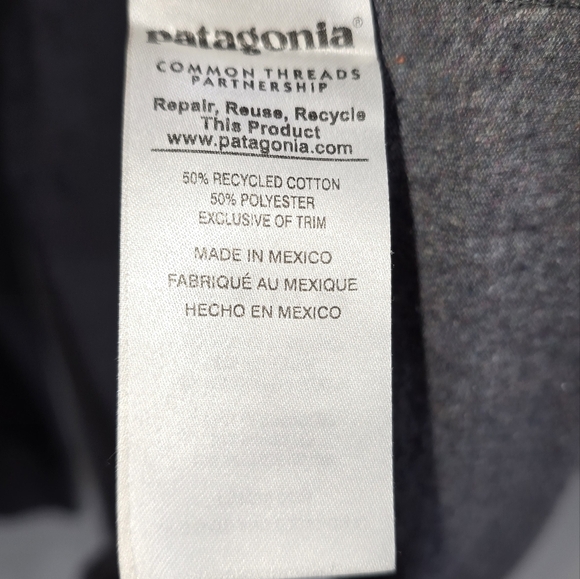 patagonia®
COMMON THREADS
PARTNERSHIP
Repair, Reuse, Recycle
This Product
www.patagonia.com
50% RECYCLED COTTON
50% POLYESTER
EXCLUSIVE OF TRIM
MADE IN MEXICO
FABRIQUÉ AU MEXIQUE
HECHO EN MEXICO